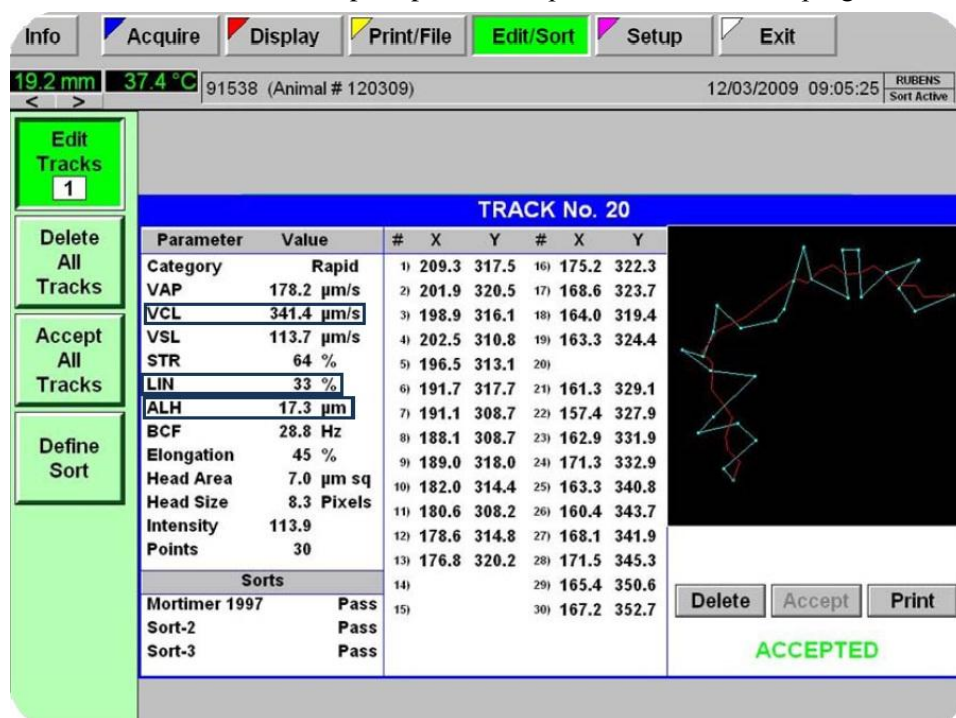 Info Acquire Display Print/File Edit/Sort Setup Exit
19.2 mm 37.4 °C 91538 (Animal # 120309) 12/03/2009 09:05:25 RUBENS
< > Sort Active
Edit
Tracks
1
Delete
All
Tracks
Accept
All
Tracks
Define
Sort
TRACK No. 20
Parameter Value # X Y # X Y
Category Rapid 1) 209.3 317.5 16) 175.2 322.3
VAP 178.2 µm/s 2) 201.9 320.5 17) 168.6 323.7
VCL 341.4 µm/s 3) 198.9 316.1 18) 164.0 319.4
VSL 113.7 µm/s 4) 202.5 310.8 19) 163.3 324.4
STR 64 % 5) 196.5 313.1 20)
LIN 33 % 6) 191.7 317.7 21) 161.3 329.1
ALH 17.3 µm 7) 191.1 308.7 22) 157.4 327.9
BCF 28.8 Hz 8) 188.1 308.7 23) 162.9 331.9
Elongation 45 % 9) 189.0 318.0 24) 171.3 332.9
Head Area 7.0 µm sq 10) 182.0 314.4 25) 163.3 340.8
Head Size 8.3 Pixels 11) 180.6 308.2 26) 160.4 343.7
Intensity 113.9 12) 178.6 314.8 27) 168.1 341.9
Points 30 13) 176.8 320.2 28) 171.5 345.3
Sorts 14) 29) 165.4 350.6
Mortimer 1997 Pass 15) 30) 167.2 352.7
Sort-2 Pass
Sort-3 Pass
Delete Accept Print
ACCEPTED